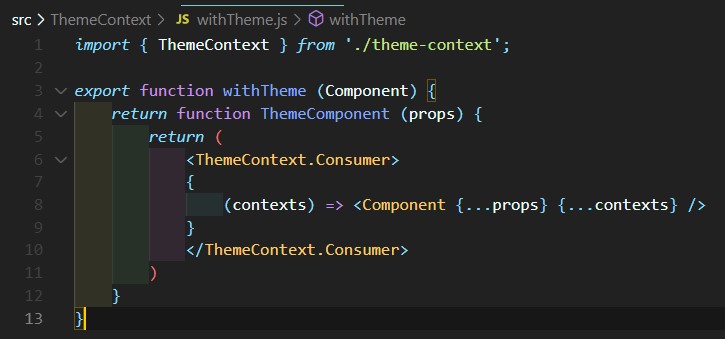 src > ThemeContext > JS withTheme.js > withTheme
1 import { ThemeContext } from './theme-context';
2
3 export function withTheme (Component) {
4     return function ThemeComponent (props) {
5         return (
6             <ThemeContext.Consumer>
7             {
8                 (contexts) => <Component {...props} {...contexts} />
9             }
10             </ThemeContext.Consumer>
11         )
12     }
13 }